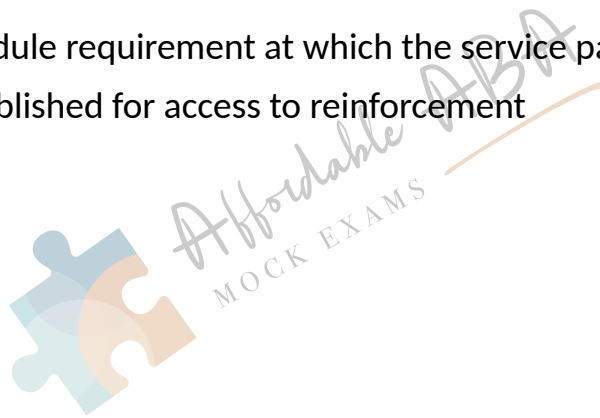 dule requirement at which the service pa
blished for access to reinforcement
Affordable ABA
MOCK EXAMS